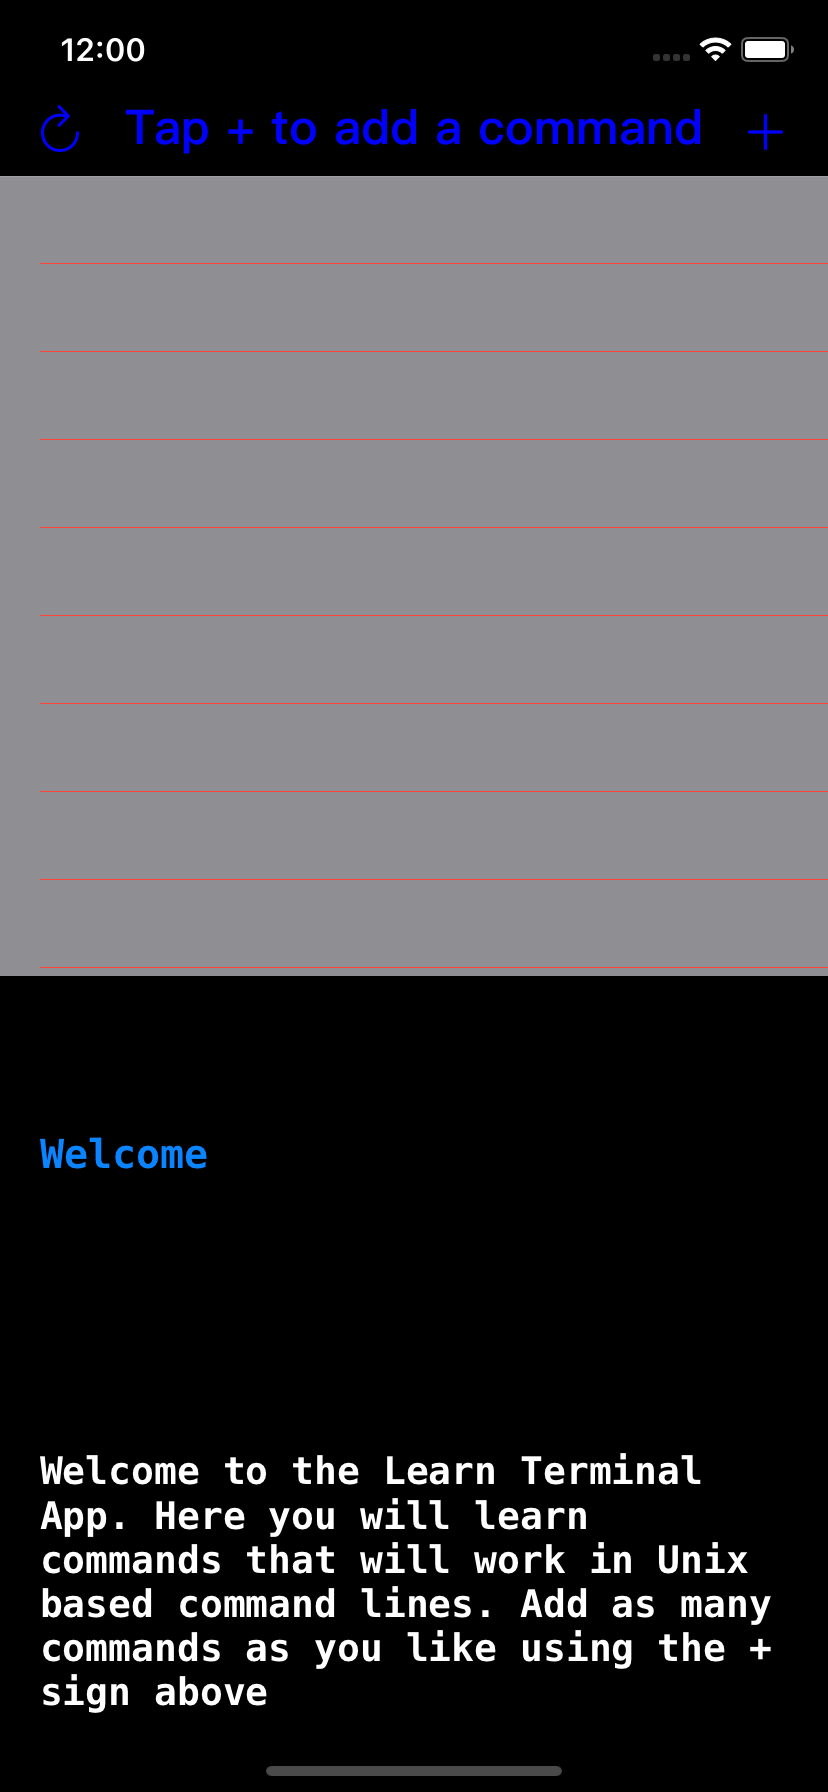 12:00
Tap + to add a command
Welcome
Welcome to the Learn Terminal
App. Here you will learn
commands that will work in Unix
based command lines. Add as many
commands as you like using the +
sign above